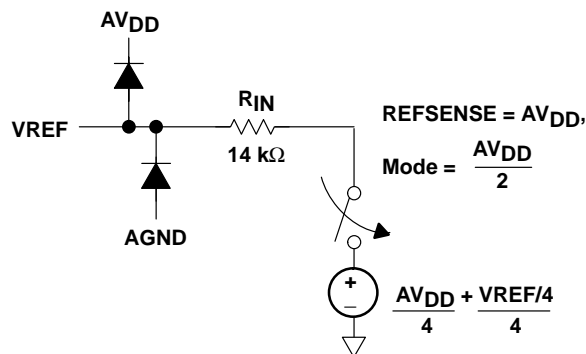 AVDD
VREF
RIN
14 kΩ
AGND
REFSENSE = AVDD,
Mode = AVDD/2
+
−
AVDD/4 + VREF/4/4